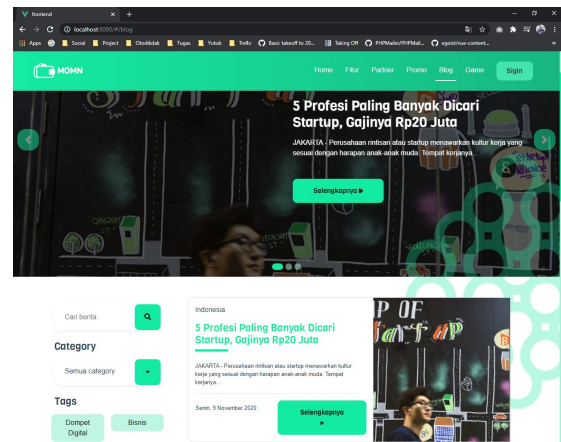 frontend
localhost:8080/#/blog
Apps
Social
Project
Otodikdak
Tugas
Yutub
Trello
Basic takeoff to 20...
Taking Off
PHPMailer/PHPMail...
egoist/vue-content...
MOMN
Home
Fitur
Partner
Promo
Blog
Game
SigIn
5 Profesi Paling Banyak Dicari
Startup, Gajinya Rp20 Juta
JAKARTA - Perusahaan rintisan atau startup menawarkan kultur kerja yang
sesuai dengan harapan anak-anak muda. Tempat kerjanya...
Selengkapnya
Startup
Alliance
Cari berita
Category
Semua category
Tags
Dompet
Digital
Bisnis
Indonesia
5 Profesi Paling Banyak Dicari
Startup, Gajinya Rp20 Juta
JAKARTA - Perusahaan rintisan atau startup menawarkan kultur
kerja yang sesuai dengan harapan anak-anak muda. Tempat
kerjanya...
Senin, 9 November 2020
Selengkapnya
P OF